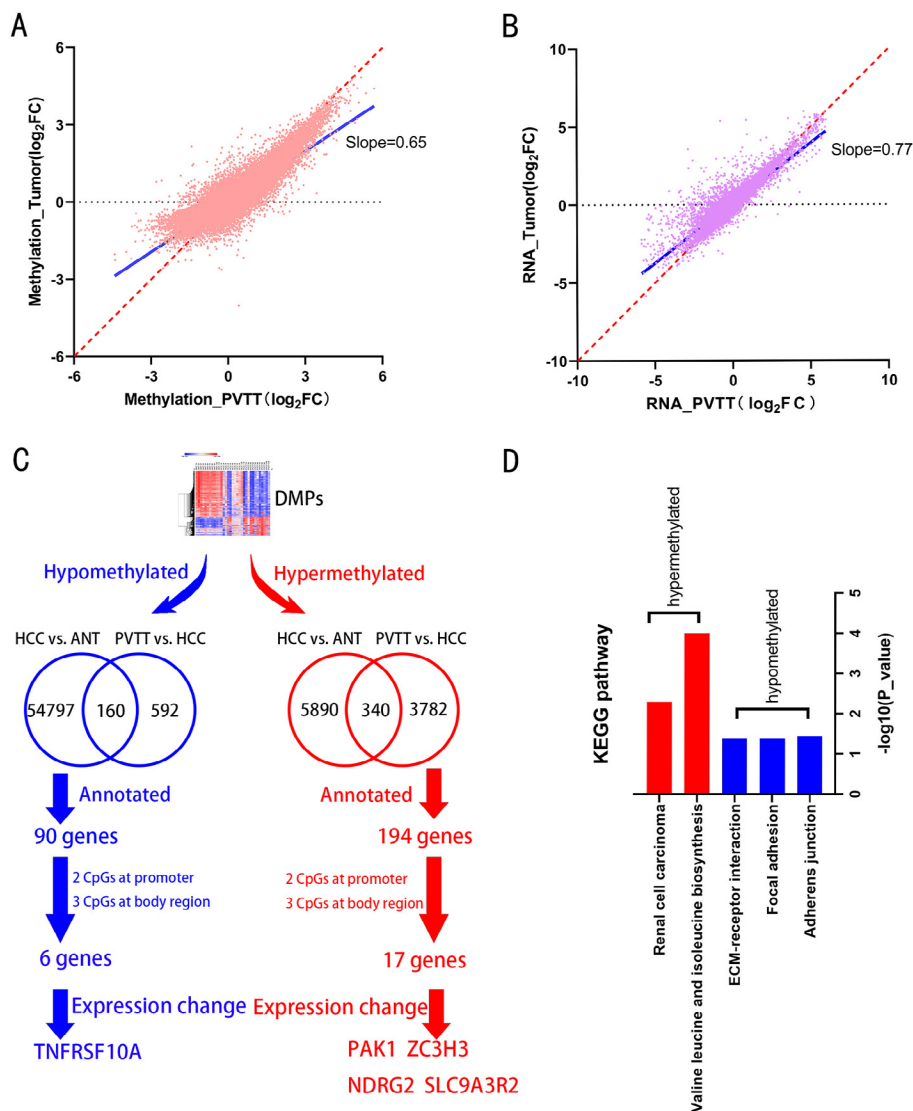 A
6
3
0
-3
-6
-6
-3
0
3
6
Methylation_Tumor(log2FC)
Methylation_PVTT(log2FC)
Slope=0.65
B
10
5
0
-5
-10
-10
-5
0
5
10
RNA_Tumor(log2FC)
RNA_PVTT( log2FC)
Slope=0.77
C
DMPs
Hypomethylated
Hypermethylated
HCC vs. ANT PVTT vs. HCC
54797 160 592
HCC vs. ANT PVTT vs. HCC
5890 340 3782
Annotated
Annotated
90 genes
194 genes
2 CpGs at promoter
3 CpGs at body region
2 CpGs at promoter
3 CpGs at body region
6 genes
17 genes
Expression change
Expression change
TNFRSF10A
PAK1 ZC3H3
NDRG2 SLC9A3R2
D
KEGG pathway
hypermethylated
hypomethylated
5
4
3
2
1
0
-log10(P_value)
Renal cell carcinoma
Valine leucine and isoleucine biosynthesis
ECM-receptor interaction
Focal adhesion
Adherens junction